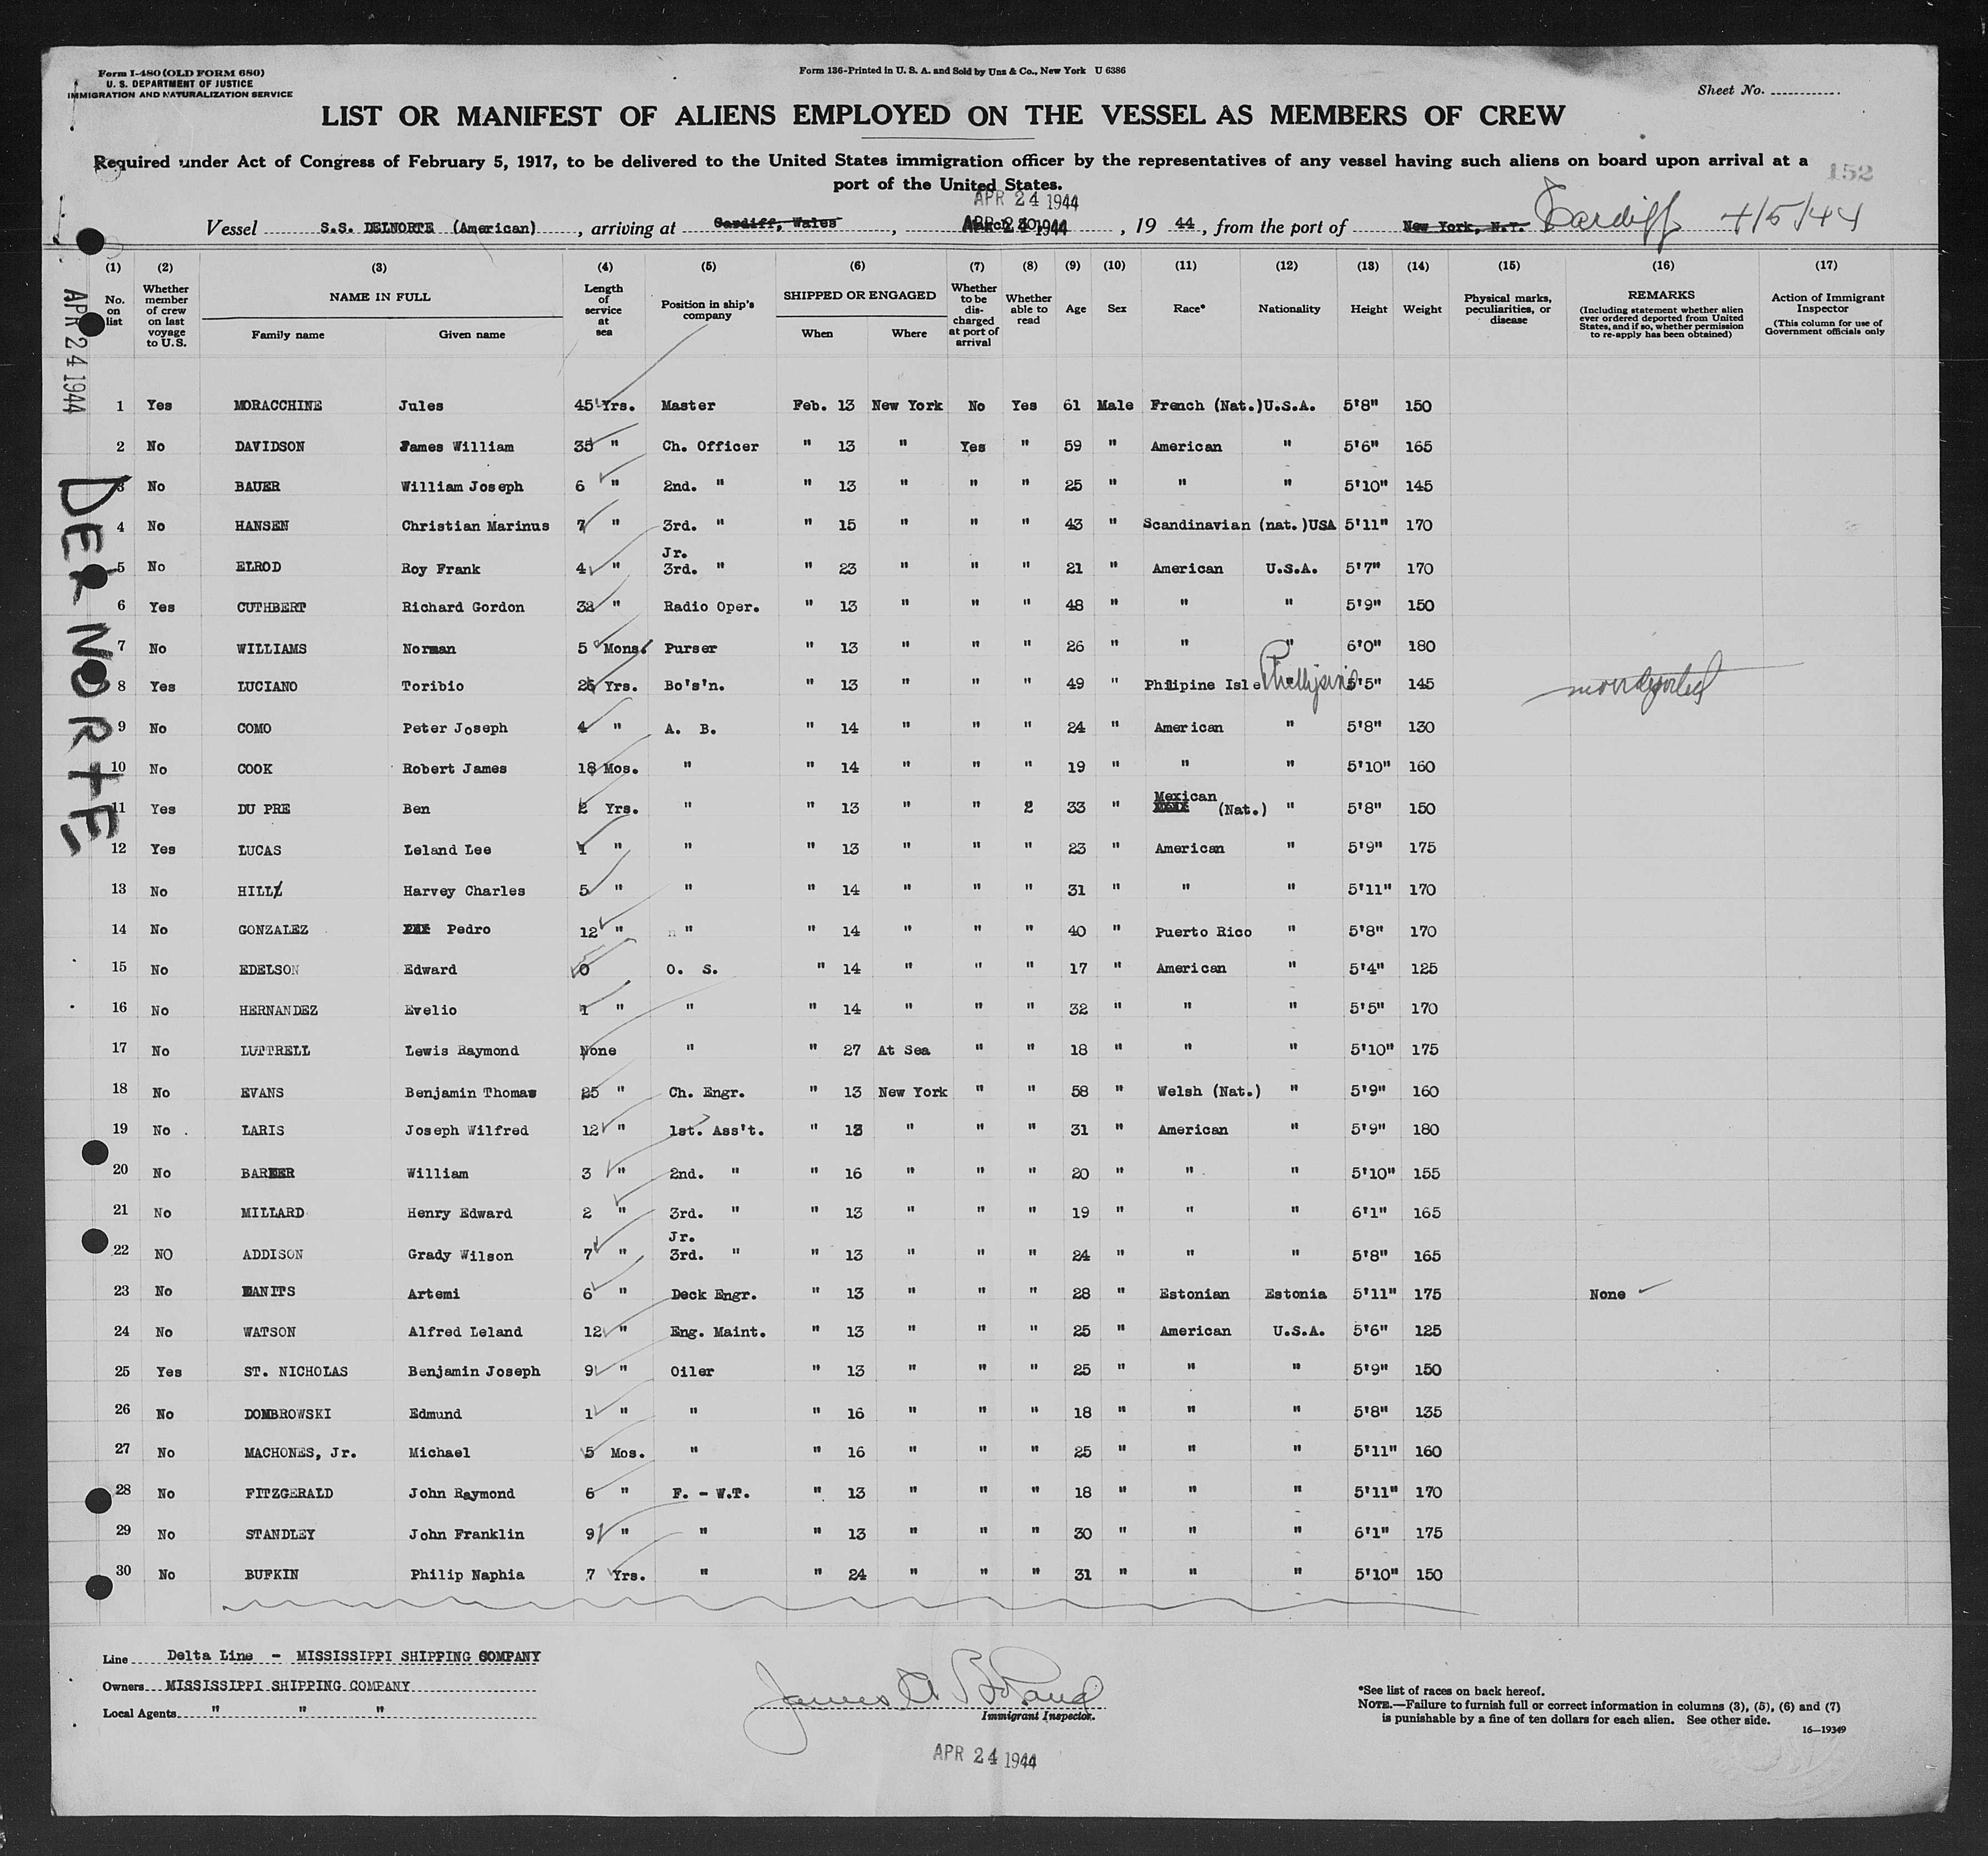 Form I-480 (OLD FORM 680)
U. S. DEPARTMENT OF JUSTICE
IMMIGRATION AND NATURALIZATION SERVICE
Form 136-Printed in U. S. A. and Sold by Unz & Co., New York U 6386
Sheet No.
LIST OR MANIFEST OF ALIENS EMPLOYED ON THE VESSEL AS MEMBERS OF CREW
Required under Act of Congress of February 5, 1917, to be delivered to the United States immigration officer by the representatives of any vessel having such aliens on board upon arrival at a
port of the United States.
152
APR 24 1944
Vessel S.S. DELNORTE (American), arriving at Cardiff, Wales, APR 24 1944, 19 44, from the port of New York, N.Y. Cardiff 4/5/44
APR 24 1944
DEL NORTE
(1) (2) (3) (4) (5) (6) (7) (8) (9) (10) (11) (12) (13) (14) (15) (16) (17)
No. on list Whether member of crew on last voyage to U.S. NAME IN FULL Family name Given name Length of service at sea Position in ship's company SHIPPED OR ENGAGED When Where Whether to be discharged at port of arrival Whether able to read Age Sex Race* Nationality Height Weight Physical marks, peculiarities, or disease REMARKS (Including statement whether alien ever ordered deported from United States, and if so, whether permission to re-apply has been obtained) Action of Immigrant Inspector (This column for use of Government officials only
1 Yes MORACCHINE Jules 45 Yrs. Master Feb. 13 New York No Yes 61 Male French (Nat.)U.S.A. 5'8" 150
2 No DAVIDSON James William 35 " Ch. Officer " 13 " Yes " 59 " American " 5'6" 165
3 No BAUER William Joseph 6 " 2nd. " " 13 " " " 25 " " " 5'10" 145
4 No HANSEN Christian Marinus 7 " 3rd. " " 15 " " " 43 " Scandinavian (nat.)USA 5'11" 170
5 No ELROD Roy Frank 4 " Jr. 3rd. " " 23 " " " 21 " American U.S.A. 5'7" 170
6 Yes CUTHBERT Richard Gordon 32 " Radio Oper. " 13 " " " 48 " " " 5'9" 150
7 No WILLIAMS Norman 5 Mons. Purser " 13 " " " 26 " " " 6'0" 180
8 Yes LUCIANO Toribio 25 Yrs. Bo's'n. " 13 " " " 49 " Philipine Isle " 5'5" 145
9 No COMO Peter Joseph 4 " A. B. " 14 " " " 24 " American " 5'8" 130
10 No COOK Robert James 18 Mos. " " 14 " " " 19 " " " 5'10" 160
11 Yes DU PRE Ben 2 Yrs. " " 13 " " 2 33 " Mexican (Nat.) " 5'8" 150
12 Yes LUCAS Leland Lee 1 " " " 13 " " " 23 " American " 5'9" 175
13 No HILL Harvey Charles 5 " " " 14 " " " 31 " " " 5'11" 170
14 No GONZALEZ Pedro 12 " " " 14 " " " 40 " Puerto Rico " 5'8" 170
15 No EDELSON Edward 0 O. S. " 14 " " " 17 " American " 5'4" 125
16 No HERNANDEZ Evelio 1 " " " 14 " " " 32 " " " 5'5" 170
17 No LUTTRELL Lewis Raymond None " " 27 At Sea " " 18 " " " 5'10" 175
18 No EVANS Benjamin Thomas 25 " Ch. Engr. " 13 New York " " 58 " Welsh (Nat.) " 5'9" 160
19 No LARIS Joseph Wilfred 12 " 1st. Ass't. " 13 " " " 31 " American " 5'9" 180
20 No William 3 " 2nd. " " 16 " " " 20 " " " 5'10" 155
21 No MILLARD Henry Edward 2 " 3rd. " " 13 " " " 19 " " " 6'1" 165
22 NO ADDISON Grady Wilson 7 " Jr. 3rd. " " 13 " " " 24 " " " 5'8" 165
23 No Artemi 6 " Deck Engr. " 13 " " " 28 " Estonian Estonia 5'11" 175 None
24 No WATSON Alfred Leland 12 " Eng. Maint. " 13 " " " 25 " American U.S.A. 5'6" 125
25 Yes ST. NICHOLAS Benjamin Joseph 9 " Oiler " 13 " " " 25 " " " 5'9" 150
26 No DOMBROWSKI Edmund 1 " " " 16 " " " 18 " " " 5'8" 135
27 No MACHONES, Jr. Michael 5 Mos. " " 16 " " " 25 " " " 5'11" 160
28 No FITZGERALD John Raymond 6 " F. - W.T. " 13 " " " 18 " " " 5'11" 170
29 No STANDLEY John Franklin 9 " " " 13 " " " 30 " " " 6'1" 175
30 No BUFKIN Philip Naphia 7 Yrs. " " 24 " " " 31 " " " 5'10" 150
Line Delta Line - MISSISSIPPI SHIPPING COMPANY
Owners MISSISSIPPI SHIPPING COMPANY
Local Agents " " "
James A
Immigrant Inspector.
APR 24 1944
*See list of races on back hereof.
NOTE.—Failure to furnish full or correct information in columns (3), (5), (6) and (7)
is punishable by a fine of ten dollars for each alien. See other side.
16—19349